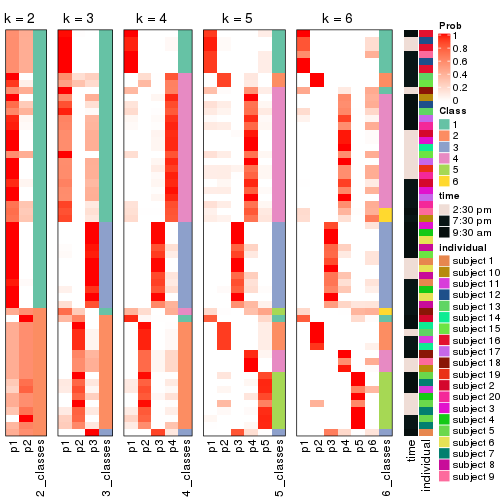 k = 2 k = 3 k = 4 k = 5 k = 6
Prob
1
0.8
0.6
0.4
0.2
0
Class
1
2
3
4
5
6
time
2:30 pm
7:30 pm
9:30 am
individual
subject 1
subject 10
subject 11
subject 12
subject 13
subject 14
subject 15
subject 16
subject 17
subject 18
subject 19
subject 2
subject 20
subject 3
subject 4
subject 5
subject 6
subject 7
subject 8
subject 9
p1 p2 2_classes p1 p2 p3 3_classes p1 p2 p3 p4 4_classes p1 p2 p3 p4 p5 5_classes p1 p2 p3 p4 p5 p6 6_classes time individual